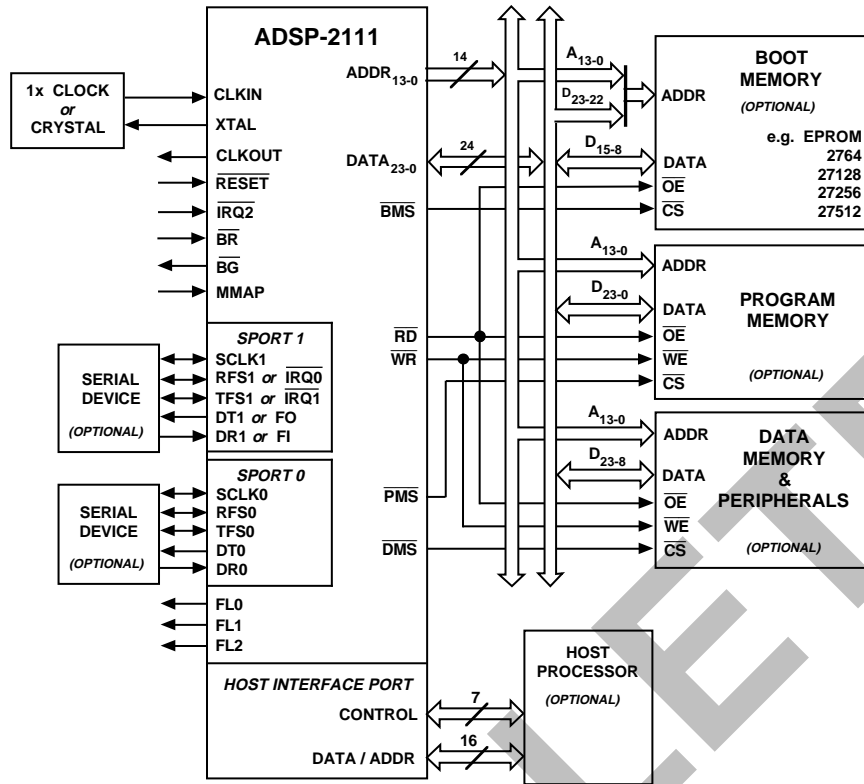 ADSP-2111
1x CLOCK
or
CRYSTAL
CLKIN
XTAL
CLKOUT
RESET
IRQ2
BR
BG
MMAP
ADDR13-0
14
DATA23-0
24
BMS
RD
WR
PMS
DMS
SPORT 1
SCLK1
RFS1 or IRQ0
TFS1 or IRQ1
DT1 or FO
DR1 or FI
SERIAL
DEVICE
(OPTIONAL)
SPORT 0
SCLK0
RFS0
TFS0
DT0
DR0
SERIAL
DEVICE
(OPTIONAL)
FL0
FL1
FL2
HOST INTERFACE PORT
CONTROL
7
DATA / ADDR
16
HOST
PROCESSOR
(OPTIONAL)
A13-0
D23-22
D15-8
ADDR
DATA
OE
CS
BOOT
MEMORY
(OPTIONAL)
e.g. EPROM
2764
27128
27256
27512
A13-0
D23-0
ADDR
DATA
OE
WE
CS
PROGRAM
MEMORY
(OPTIONAL)
A13-0
D23-8
ADDR
DATA
OE
WE
CS
DATA
MEMORY
&
PERIPHERALS
(OPTIONAL)